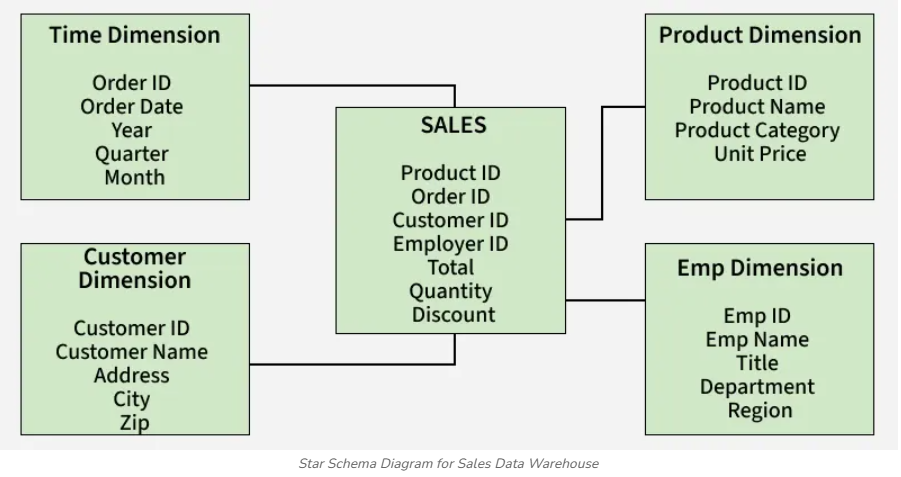 Time Dimension
Order ID
Order Date
Year
Quarter
Month
SALES
Product ID
Order ID
Customer ID
Employer ID
Total
Quantity
Discount
Product Dimension
Product ID
Product Name
Product Category
Unit Price
Customer
Dimension
Customer ID
Customer Name
Address
City
Zip
Emp Dimension
Emp ID
Emp Name
Title
Department
Region
Star Schema Diagram for Sales Data Warehouse